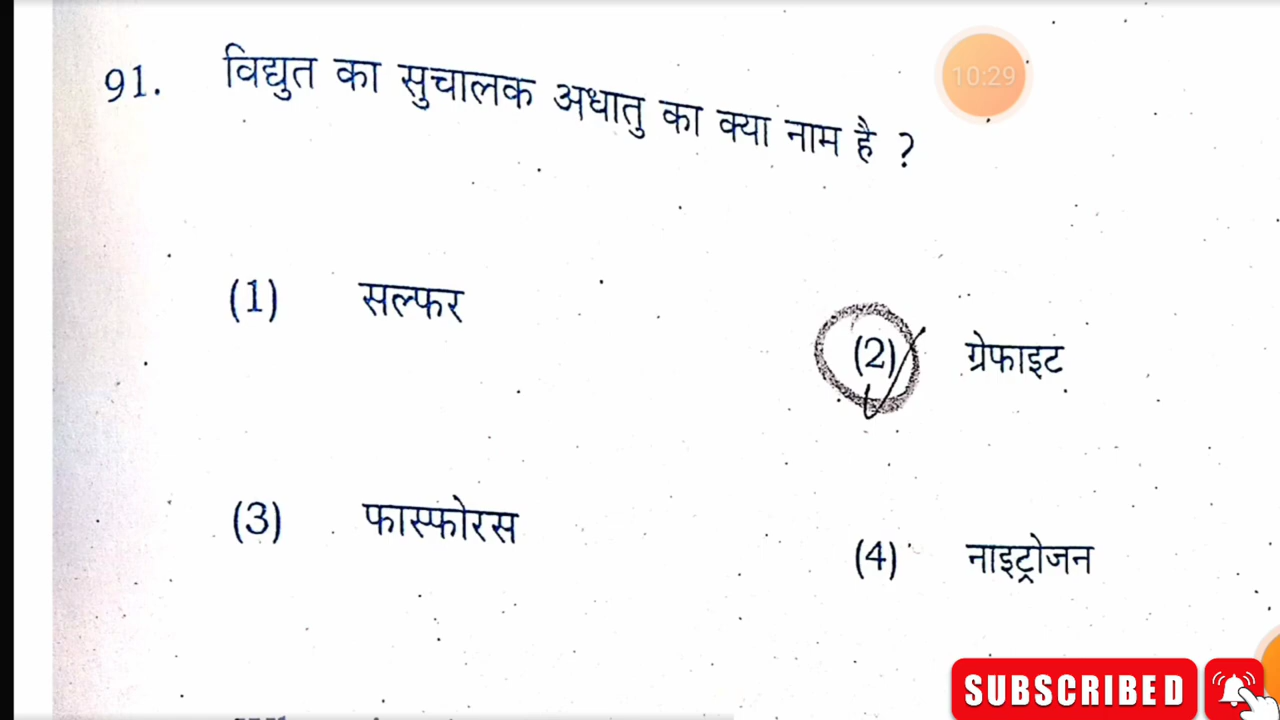 91. विद्युत का सुचालक अधातु का क्या नाम है ?
10:29
(1) सल्फर
(2) ग्रेफाइट
(3) फास्फोरस
(4) नाइट्रोजन
SUBSCRIBED